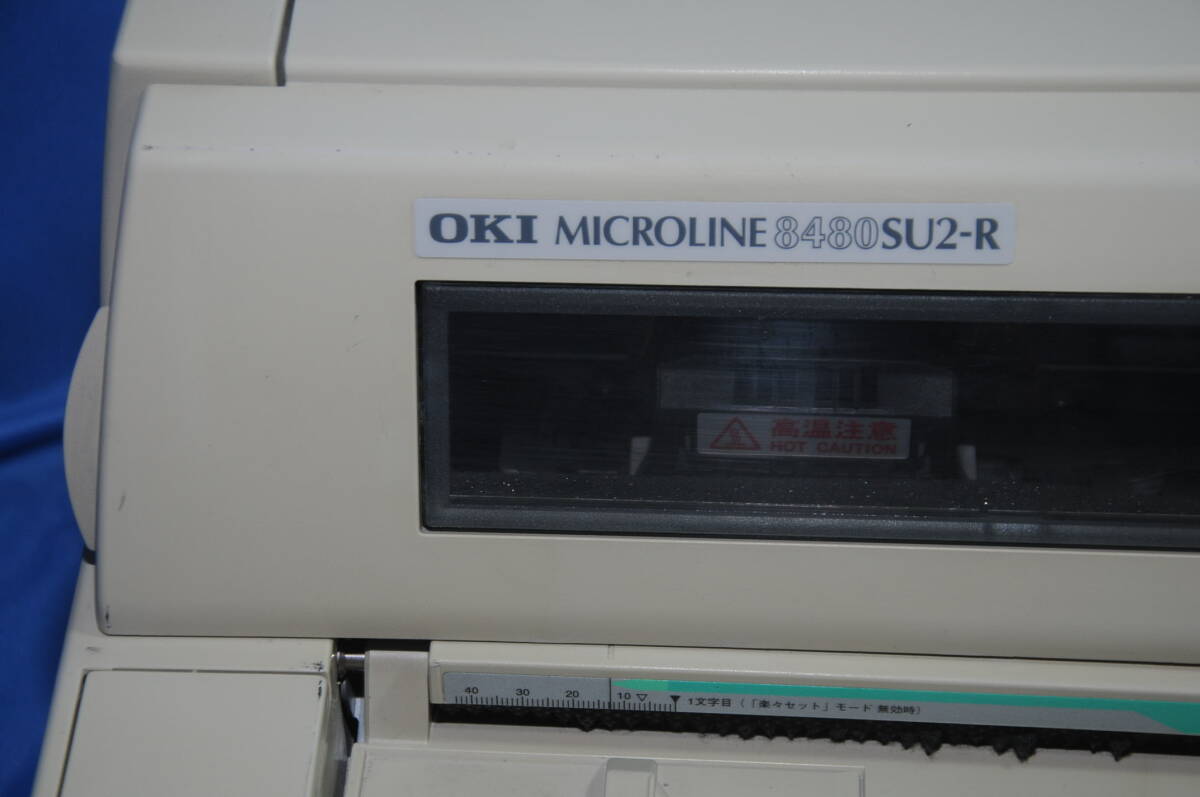 OKI MICROLINE 8480SU2-R
高温注意
HOT CAUTION
40 30 20 10 ▽ ▼ 1文字目 (「楽々セット」モード 無効時)